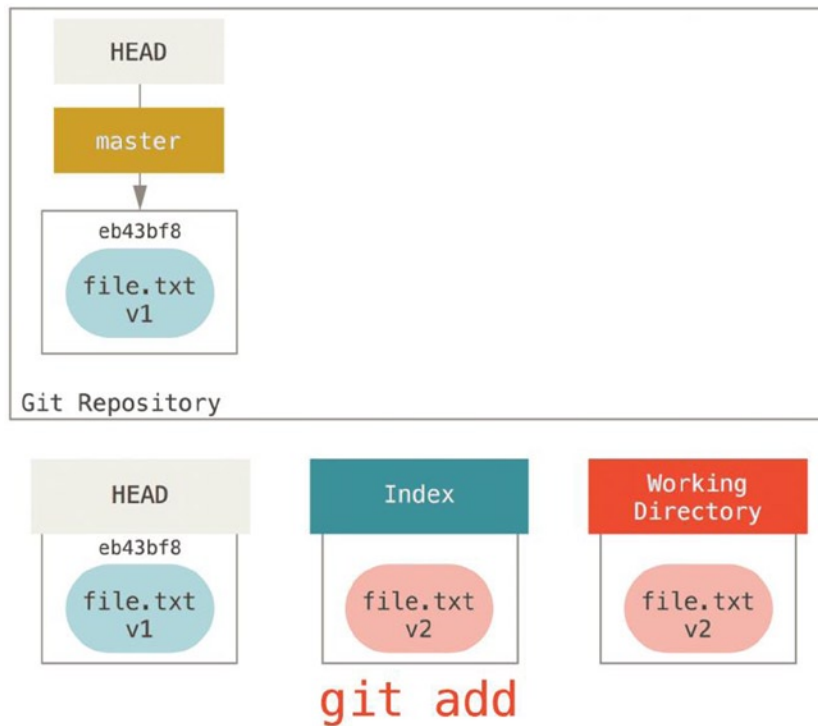 HEAD
master
eb43bf8
file.txt
v1
Git Repository
HEAD
Index
Working
Directory
eb43bf8
file.txt
v1
file.txt
v2
file.txt
v2
git add